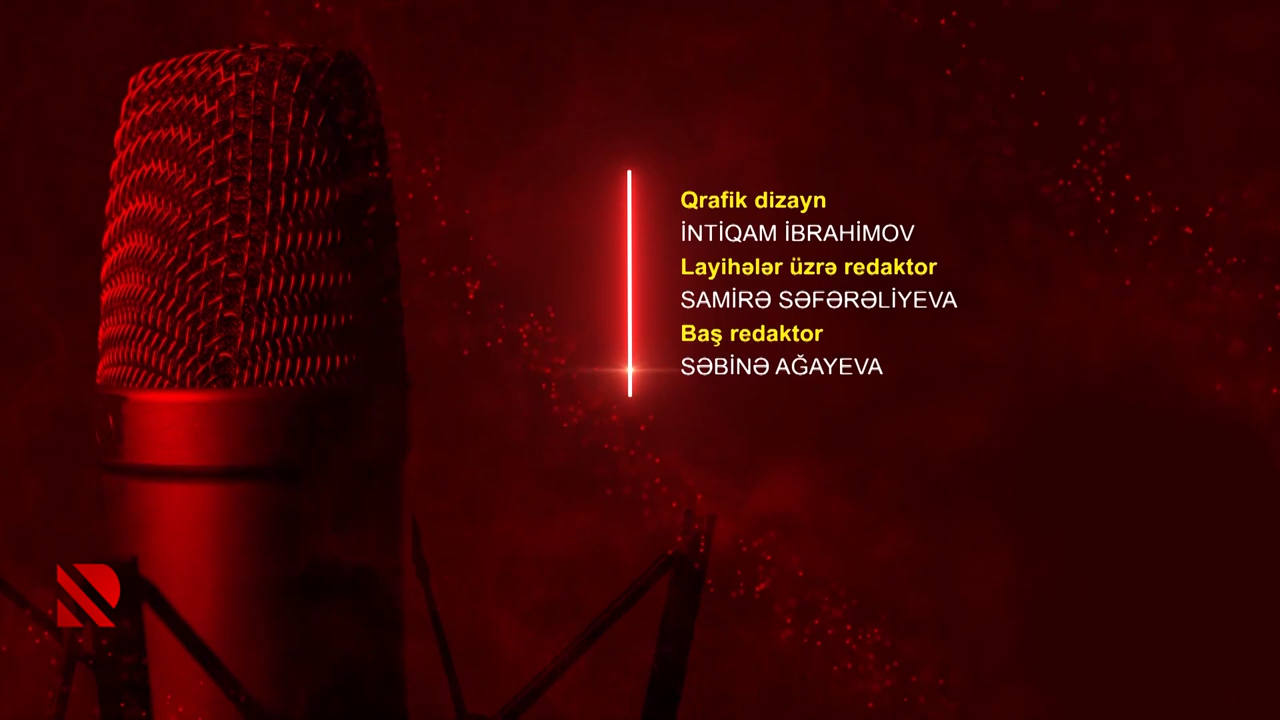 Qrafik dizayn
İNTİQAM İBRAHİMOV
Layihələr üzrə redaktor
SAMİRƏ SƏFƏRƏLİYEVA
Baş redaktor
SƏBİNƏ AĞAYEVA